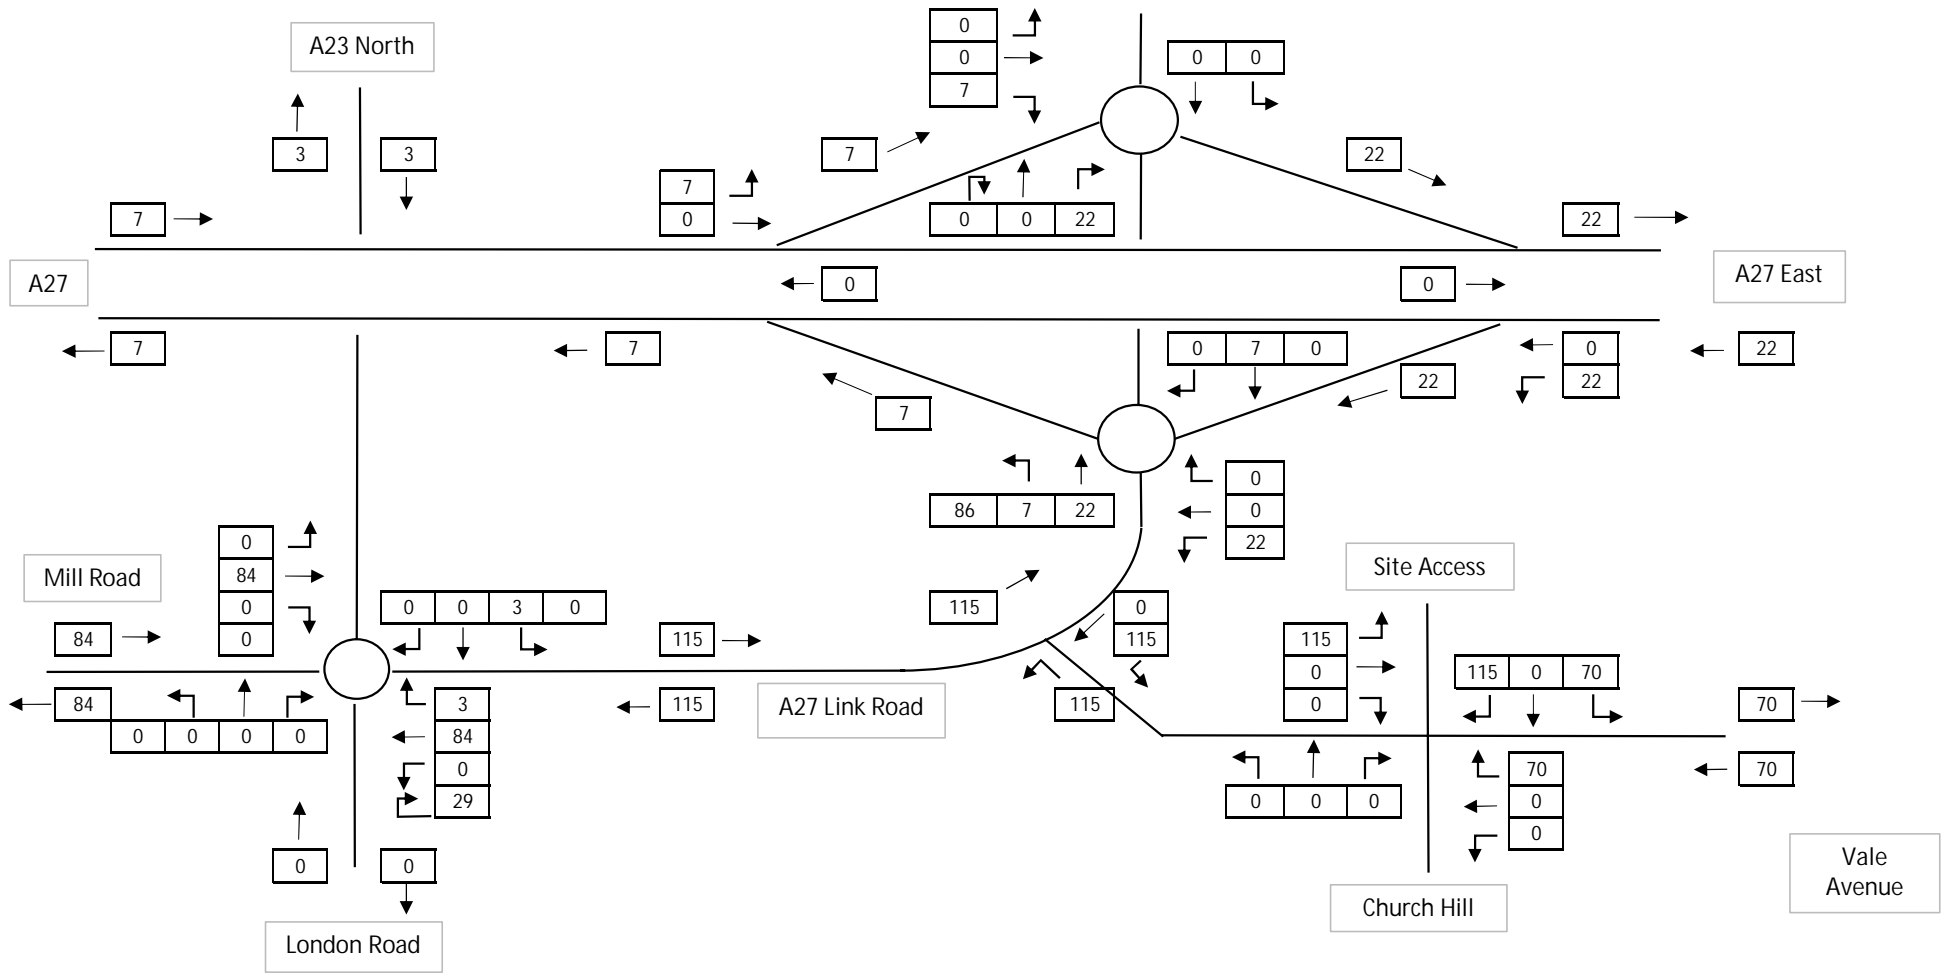 0
A23 North
0
0 0
7
3 3
7
22
7
7
0
0 0 22
22
A27
0
0
A27 East
7
7
0 7 0
0
22
22
22
7
0
86 7 22
0
22
0
Mill Road
84
Site Access
0
0
0 0 3 0
115
0
84
0
115
115
115
115 0 70
0
84
3
115
A27 Link Road
115
0
70
0 0 0 0
84
0
70
70
29
0 0 0
0
0
0
0
Vale
Avenue
Church Hill
London Road